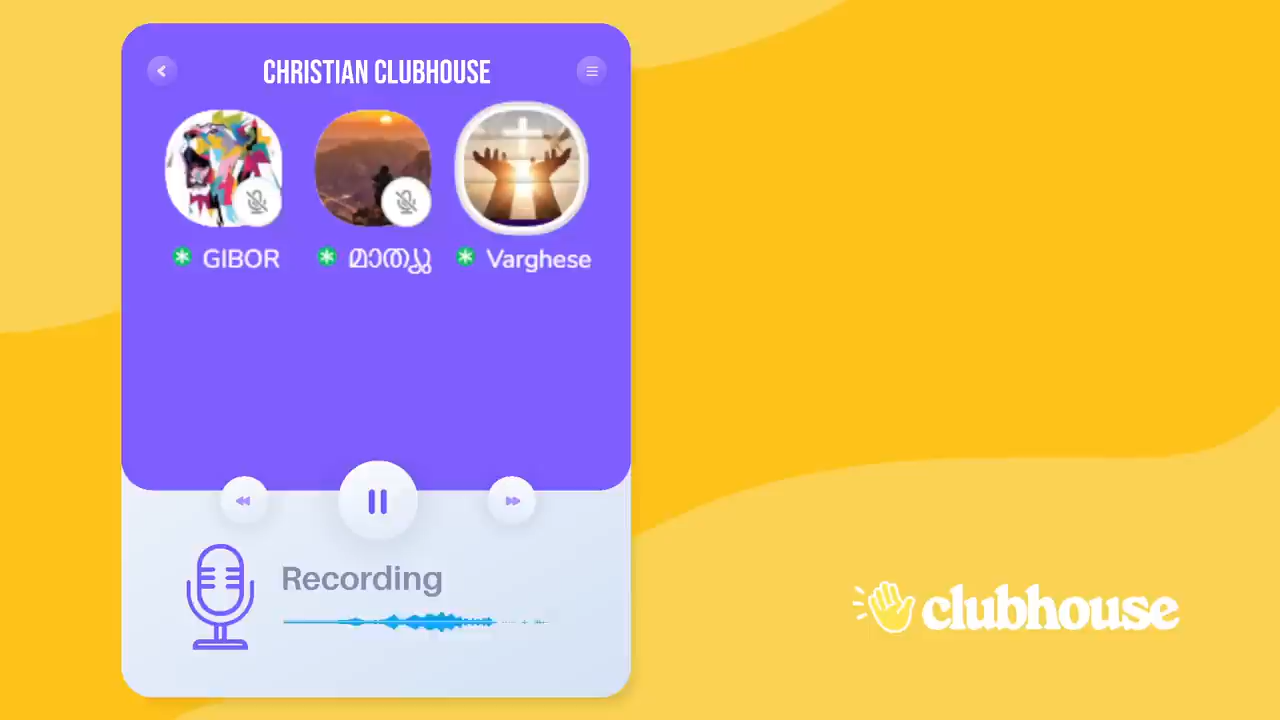 CHRISTIAN CLUBHOUSE
GIBOR
മാത്യു
Varghese
Recording
clubhouse